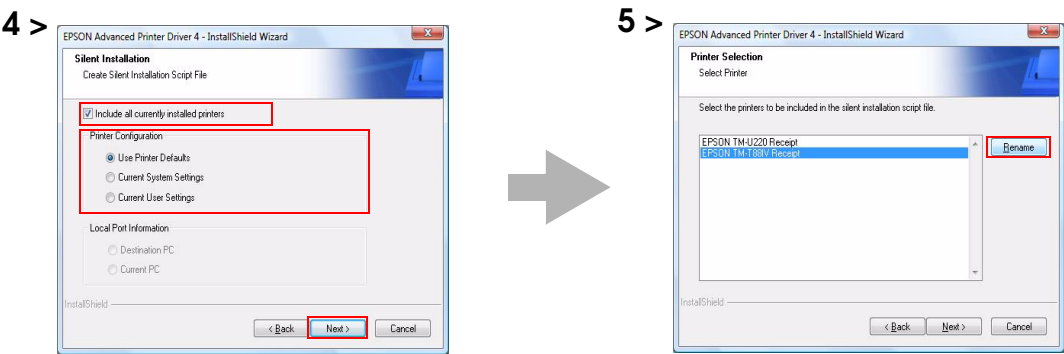 4 >
EPSON Advanced Printer Driver 4 - InstallShield Wizard
Silent Installation
Create Silent Installation Script File
Include all currently installed printers
Printer Configuration
Use Printer Defaults
Current System Settings
Current User Settings
Local Port Information
Destination PC
Current PC
InstallShield
< Back
Next >
Cancel
5 >
EPSON Advanced Printer Driver 4 - InstallShield Wizard
Printer Selection
Select Printer
Select the printers to be included in the silent installation script file.
EPSON TM-U220 Receipt
EPSON TM-T88IV Receipt
Rename
InstallShield
< Back
Next >
Cancel